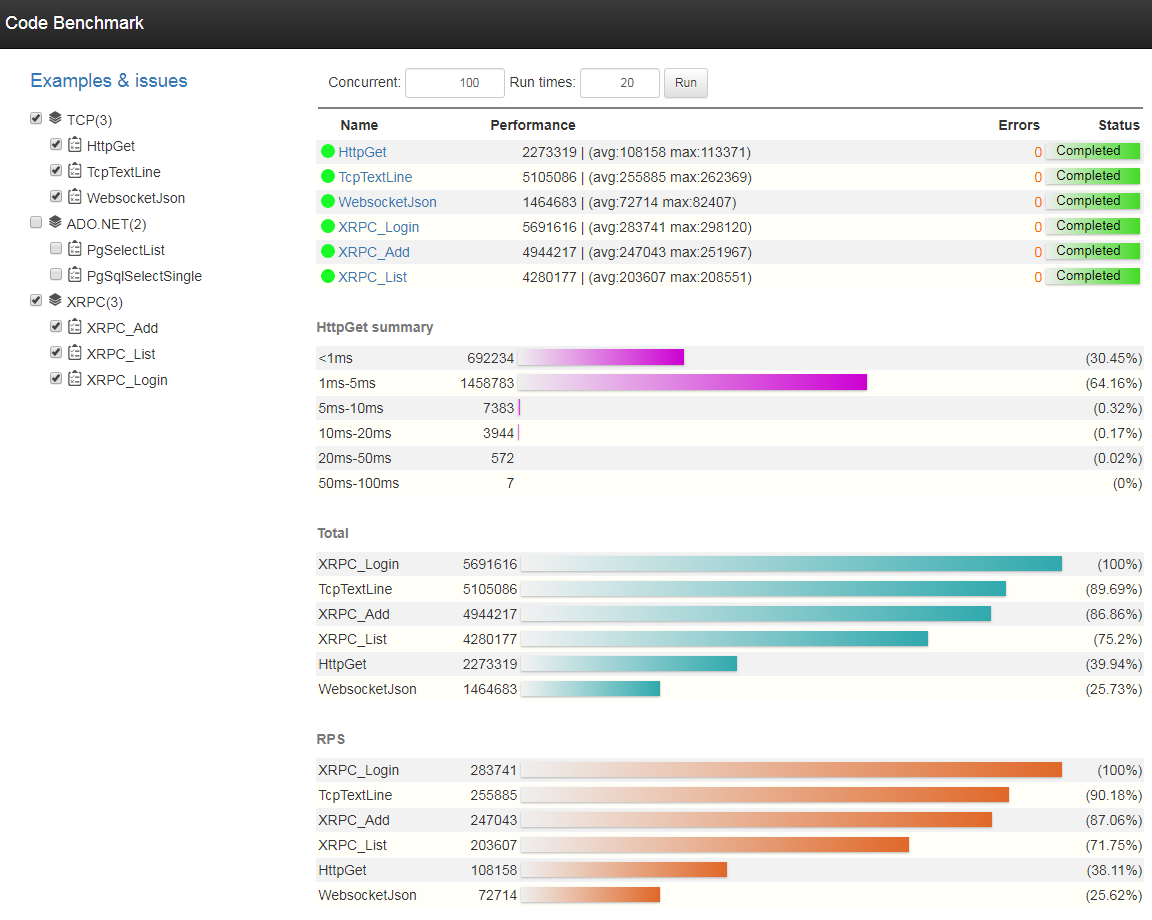 Code Benchmark
Examples & issues
TCP(3)
HttpGet
TcpTextLine
WebsocketJson
ADO.NET(2)
PgSelectList
PgSqlSelectSingle
XRPC(3)
XRPC_Add
XRPC_List
XRPC_Login
Concurrent: 100 Run times: 20 Run
Name Performance Errors Status
HttpGet 2273319 | (avg:108158 max:113371) 0 Completed
TcpTextLine 5105086 | (avg:255885 max:262369) 0 Completed
WebsocketJson 1464683 | (avg:72714 max:82407) 0 Completed
XRPC_Login 5691616 | (avg:283741 max:298120) 0 Completed
XRPC_Add 4944217 | (avg:247043 max:251967) 0 Completed
XRPC_List 4280177 | (avg:203607 max:208551) 0 Completed
HttpGet summary
<1ms 692234 (30.45%)
1ms-5ms 1458783 (64.16%)
5ms-10ms 7383 (0.32%)
10ms-20ms 3944 (0.17%)
20ms-50ms 572 (0.02%)
50ms-100ms 7 (0%)
Total
XRPC_Login 5691616 (100%)
TcpTextLine 5105086 (89.69%)
XRPC_Add 4944217 (86.86%)
XRPC_List 4280177 (75.2%)
HttpGet 2273319 (39.94%)
WebsocketJson 1464683 (25.73%)
RPS
XRPC_Login 283741 (100%)
TcpTextLine 255885 (90.18%)
XRPC_Add 247043 (87.06%)
XRPC_List 203607 (71.75%)
HttpGet 108158 (38.11%)
WebsocketJson 72714 (25.62%)